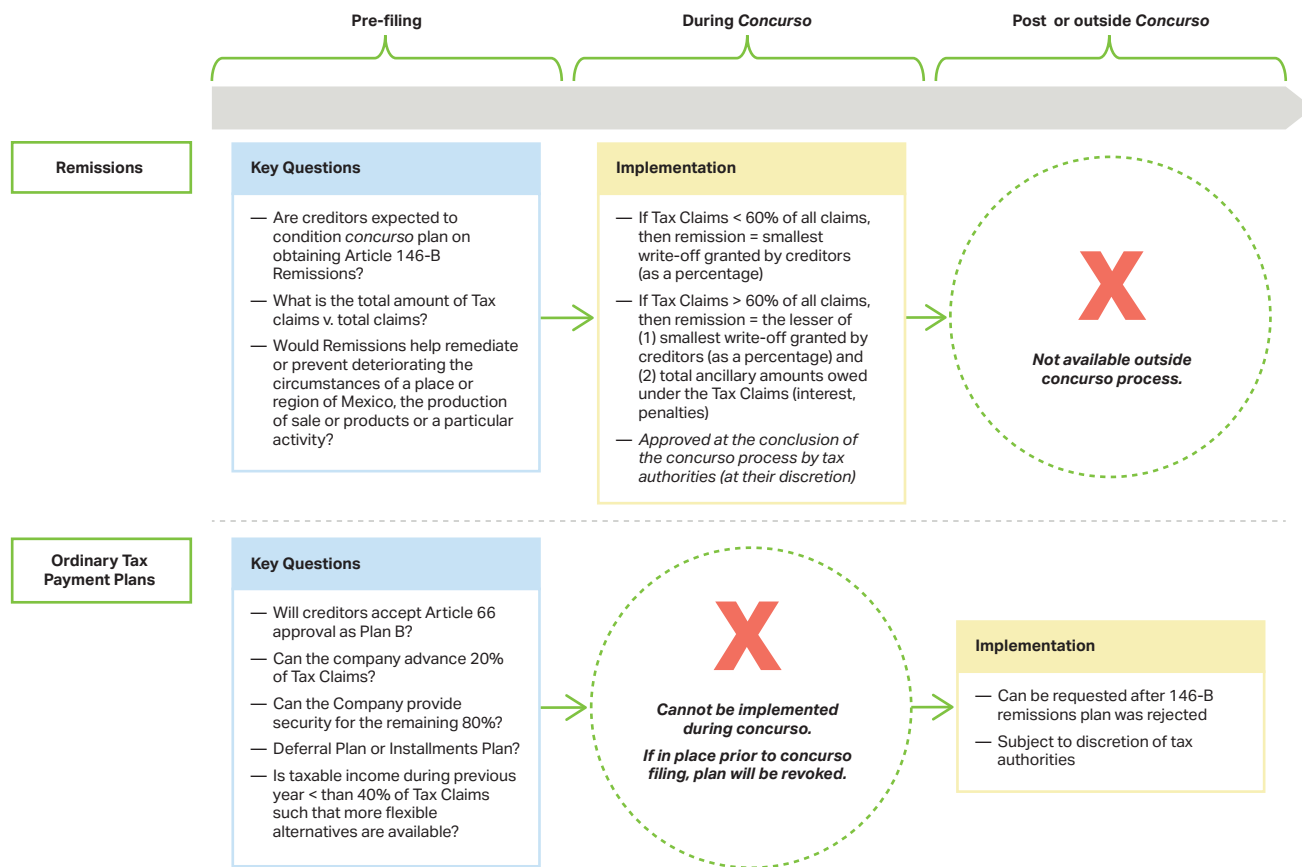 Pre-filing
During Concurso
Post or outside Concurso
Remissions
Key Questions
— Are creditors expected to
condition concurso plan on
obtaining Article 146-B
Remissions?
— What is the total amount of Tax
claims v. total claims?
— Would Remissions help remediate
or prevent deteriorating the
circumstances of a place or
region of Mexico, the production
of sale or products or a particular
activity?
Implementation
— If Tax Claims < 60% of all claims,
then remission = smallest
write-off granted by creditors
(as a percentage)
— If Tax Claims > 60% of all claims,
then remission = the lesser of
(1) smallest write-off granted by
creditors (as a percentage) and
(2) total ancillary amounts owed
under the Tax Claims (interest,
penalties)
— Approved at the conclusion of
the concurso process by tax
authorities (at their discretion)
X
Not available outside
concurso process.
Ordinary Tax
Payment Plans
Key Questions
— Will creditors accept Article 66
approval as Plan B?
— Can the company advance 20%
of Tax Claims?
— Can the Company provide
security for the remaining 80%?
— Deferral Plan or Installments Plan?
— Is taxable income during previous
year < than 40% of Tax Claims
such that more flexible
alternatives are available?
X
Cannot be implemented
during concurso.
If in place prior to concurso
filing, plan will be revoked.
Implementation
— Can be requested after 146-B
remissions plan was rejected
— Subject to discretion of tax
authorities